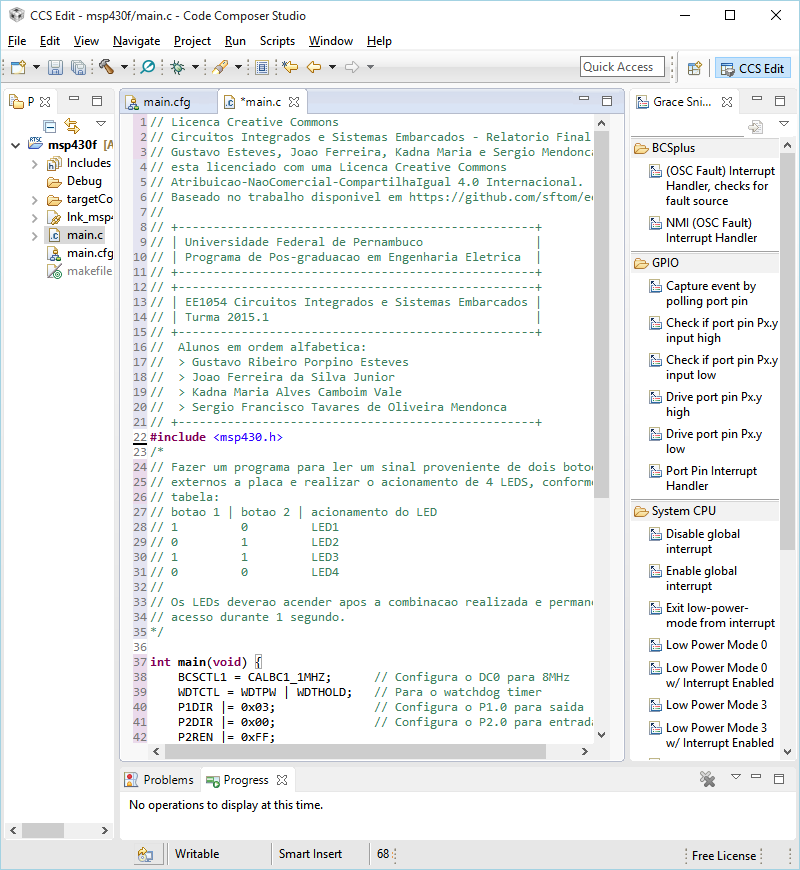 CCS Edit - msp430f/main.c - Code Composer Studio
File Edit View Navigate Project Run Scripts Window Help
Quick Access
CCS Edit
P
msp430f
Includes
Debug
targetCo
lnk_msp4
main.c
main.cfg
makefile
main.cfg
*main.c
1 // Licenca Creative Commons
2 // Circuitos Integrados e Sistemas Embarcados - Relatorio Final
3 // Gustavo Esteves, Joao Ferreira, Kadna Maria e Sergio Mendonca
4 // esta licenciado com uma Licenca Creative Commons
5 // Atribuicao-NaoComercial-CompartilhaIgual 4.0 Internacional.
6 // Baseado no trabalho disponivel em https://github.com/sftom/ee
7 //
8 // +---------------------------------------------------+
9 // | Universidade Federal de Pernambuco                |
10 // | Programa de Pos-graduacao em Engenharia Eletrica  |
11 // +---------------------------------------------------+
12 // +---------------------------------------------------+
13 // | EE1054 Circuitos Integrados e Sistemas Embarcados |
14 // | Turma 2015.1                                      |
15 // +---------------------------------------------------+
16 //  Alunos em ordem alfabetica:
17 //  > Gustavo Ribeiro Porpino Esteves
18 //  > Joao Ferreira da Silva Junior
19 //  > Kadna Maria Alves Camboim Vale
20 //  > Sergio Francisco Tavares de Oliveira Mendonca
21 // +---------------------------------------------------+
22 #include <msp430.h>
23 /*
24 // Fazer um programa para ler um sinal proveniente de dois boto
25 // externos a placa e realizar o acionamento de 4 LEDS, conform
26 // tabela:
27 // botao 1 | botao 2 | acionamento do LED
28 // 1         0         LED1
29 // 0         1         LED2
30 // 1         1         LED3
31 // 0         0         LED4
32 //
33 // Os LEDs deverao acender apos a combinacao realizada e permane
34 // acesso durante 1 segundo.
35 */
36
37 int main(void) {
38     BCSCTL1 = CALBC1_1MHZ;      // Configura o DC0 para 8MHz
39     WDTCTL = WDTPW | WDTHOLD;   // Para o watchdog timer
40     P1DIR |= 0x03;              // Configura o P1.0 para saida
41     P2DIR |= 0x00;              // Configura o P2.0 para entrada
42     P2REN |= 0xFF;
Grace Sni...
BCSplus
(OSC Fault) Interrupt
Handler, checks for
fault source
NMI (OSC Fault)
Interrupt Handler
GPIO
Capture event by
polling port pin
Check if port pin Px.y
input high
Check if port pin Px.y
input low
Drive port pin Px.y
high
Drive port pin Px.y
low
Port Pin Interrupt
Handler
System CPU
Disable global
interrupt
Enable global
interrupt
Exit low-power-
mode from interrupt
Low Power Mode 0
Low Power Mode 0
w/ Interrupt Enabled
Low Power Mode 3
Low Power Mode 3
w/ Interrupt Enabled
Problems
Progress
No operations to display at this time.
Writable
Smart Insert
68
Free License